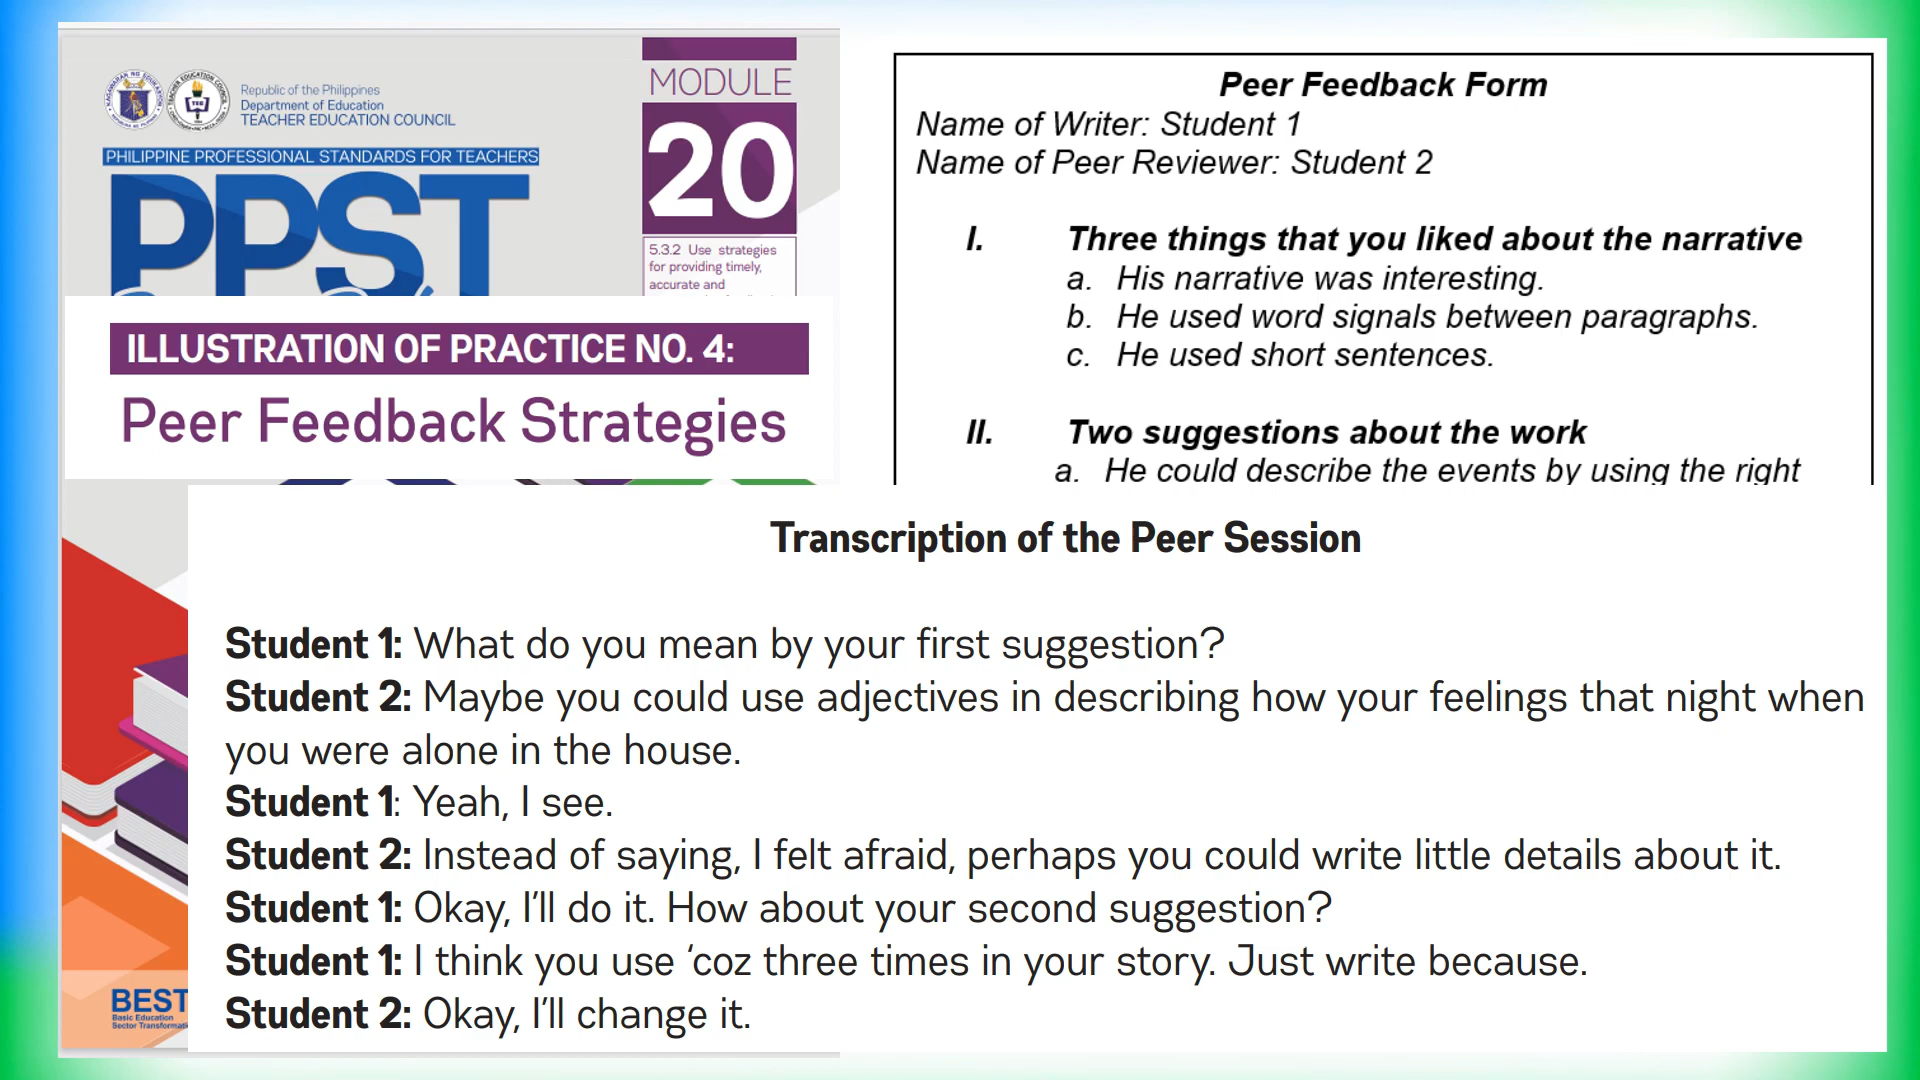 Republic of the Philippines
Department of Education
TEACHER EDUCATION COUNCIL
PHILIPPINE PROFESSIONAL STANDARDS FOR TEACHERS
PPST
MODULE
20
5.3.2 Use strategies
for providing timely,
accurate and
ILLUSTRATION OF PRACTICE NO. 4:
Peer Feedback Strategies
Peer Feedback Form
Name of Writer: Student 1
Name of Peer Reviewer: Student 2
I. Three things that you liked about the narrative
a. His narrative was interesting.
b. He used word signals between paragraphs.
c. He used short sentences.
II. Two suggestions about the work
a. He could describe the events by using the right
Transcription of the Peer Session
Student 1: What do you mean by your first suggestion?
Student 2: Maybe you could use adjectives in describing how your feelings that night when
you were alone in the house.
Student 1: Yeah, I see.
Student 2: Instead of saying, I felt afraid, perhaps you could write little details about it.
Student 1: Okay, I'll do it. How about your second suggestion?
Student 1: I think you use ‘coz three times in your story. Just write because.
Student 2: Okay, I'll change it.
BEST
Basic Education
Sector